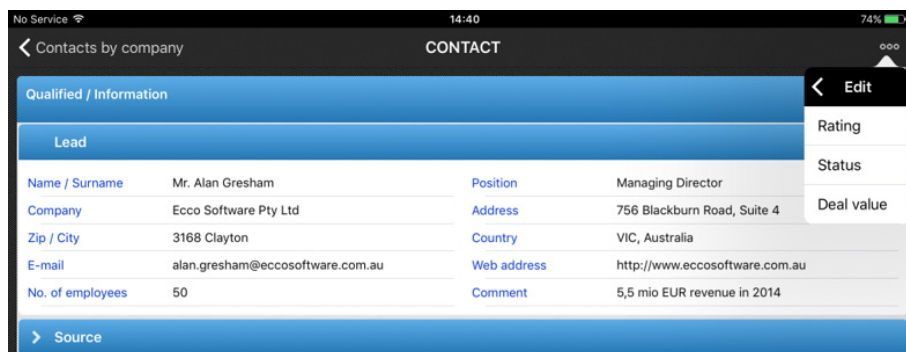 No Service 14:40 74%
Contacts by company CONTACT
Qualified / Information
Edit
Rating
Status
Deal value
Lead
Name / Surname Mr. Alan Gresham Position Managing Director
Company Ecco Software Pty Ltd Address 756 Blackburn Road, Suite 4
Zip / City 3168 Clayton Country VIC, Australia
E-mail alan.gresham@eccosoftware.com.au Web address http://www.eccosoftware.com.au
No. of employees 50 Comment 5,5 mio EUR revenue in 2014
Source